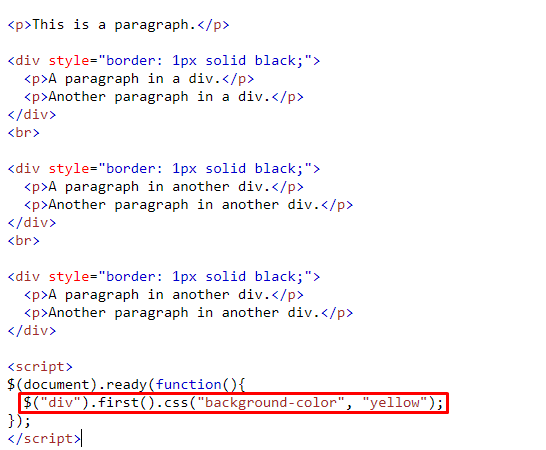 <p>This is a paragraph.</p>
<div style="border: 1px solid black;">
<p>A paragraph in a div.</p>
<p>Another paragraph in a div.</p>
</div>
<br>
<div style="border: 1px solid black;">
<p>A paragraph in another div.</p>
<p>Another paragraph in another div.</p>
</div>
<br>
<div style="border: 1px solid black;">
<p>A paragraph in another div.</p>
<p>Another paragraph in another div.</p>
</div>
<script>
$(document).ready(function(){
$("div").first().css("background-color", "yellow");
});
</script>